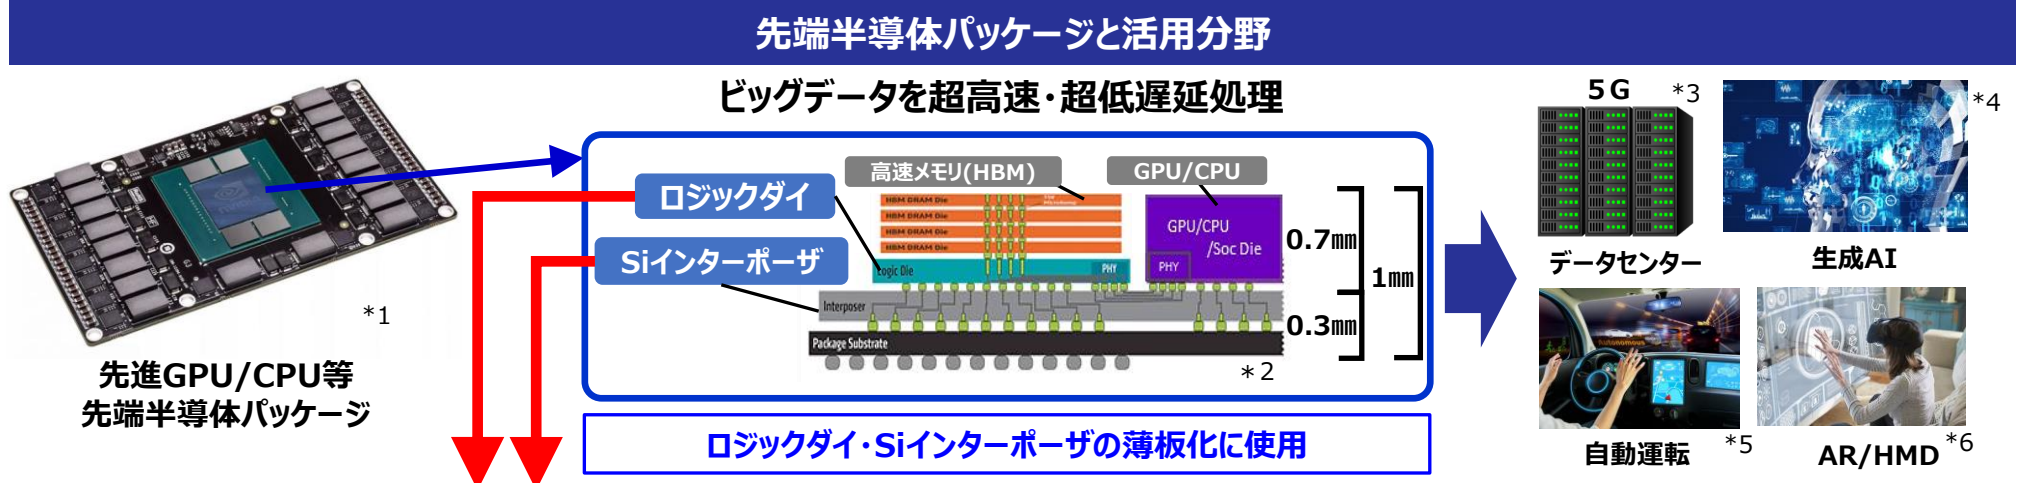 先端半導体パッケージと活用分野
ビッグデータを超高速・超低遅延処理
*1
先進GPU/CPU等
先端半導体パッケージ
ロジックダイ
Siインターポーザ
高速メモリ(HBM)
GPU/CPU
HBM DRAM Die
HBM DRAM Die
HBM DRAM Die
HBM DRAM Die
Logic Die
PHY
GPU/CPU
/Soc Die
PHY
Interposer
Package Substrate
0.7mm
0.3mm
1mm
*2
ロジックダイ・Siインターポーザの薄板化に使用
5G
*3
データセンター
*4
生成AI
Autonomous
自動運転
*5
AR/HMD
*6